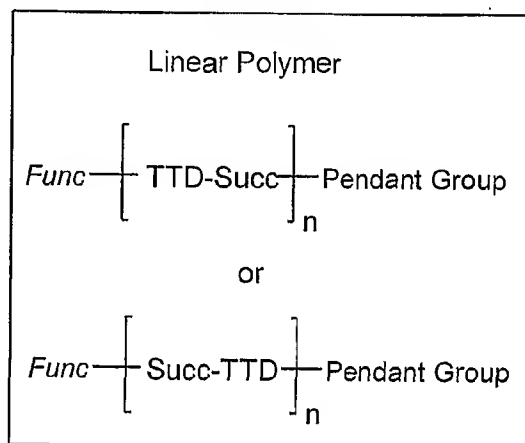 Linear Polymer
Func TTD-Succ Pendant Group
n
or
Func Succ-TTD Pendant Group
n